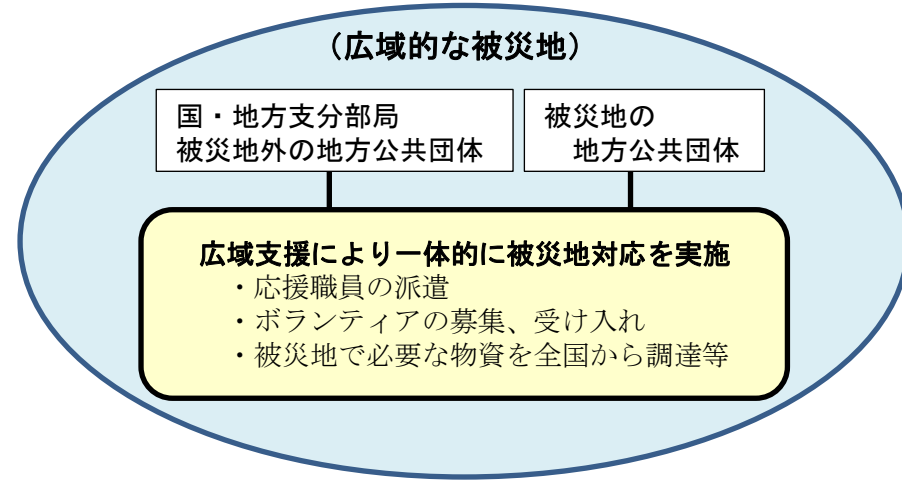 （広域的な被災地）
国・地方支分部局
被災地外の地方公共団体
被災地の
地方公共団体
広域支援により一体的に被災地対応を実施
・応援職員の派遣
・ボランティアの募集、受け入れ
・被災地で必要な物資を全国から調達等